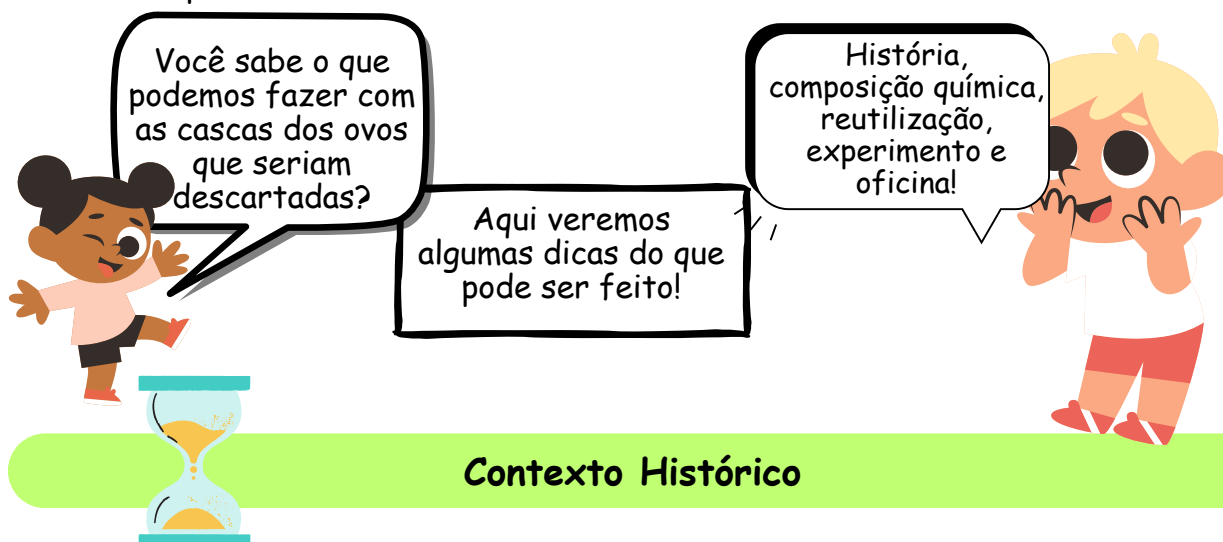 Você sabe o que
podemos fazer com
as cascas dos ovos
que seriam
descartadas?
Aqui veremos
algumas dicas do que
pode ser feito!
História,
composição química,
reutilização,
experimento e
oficina!
Contexto Histórico